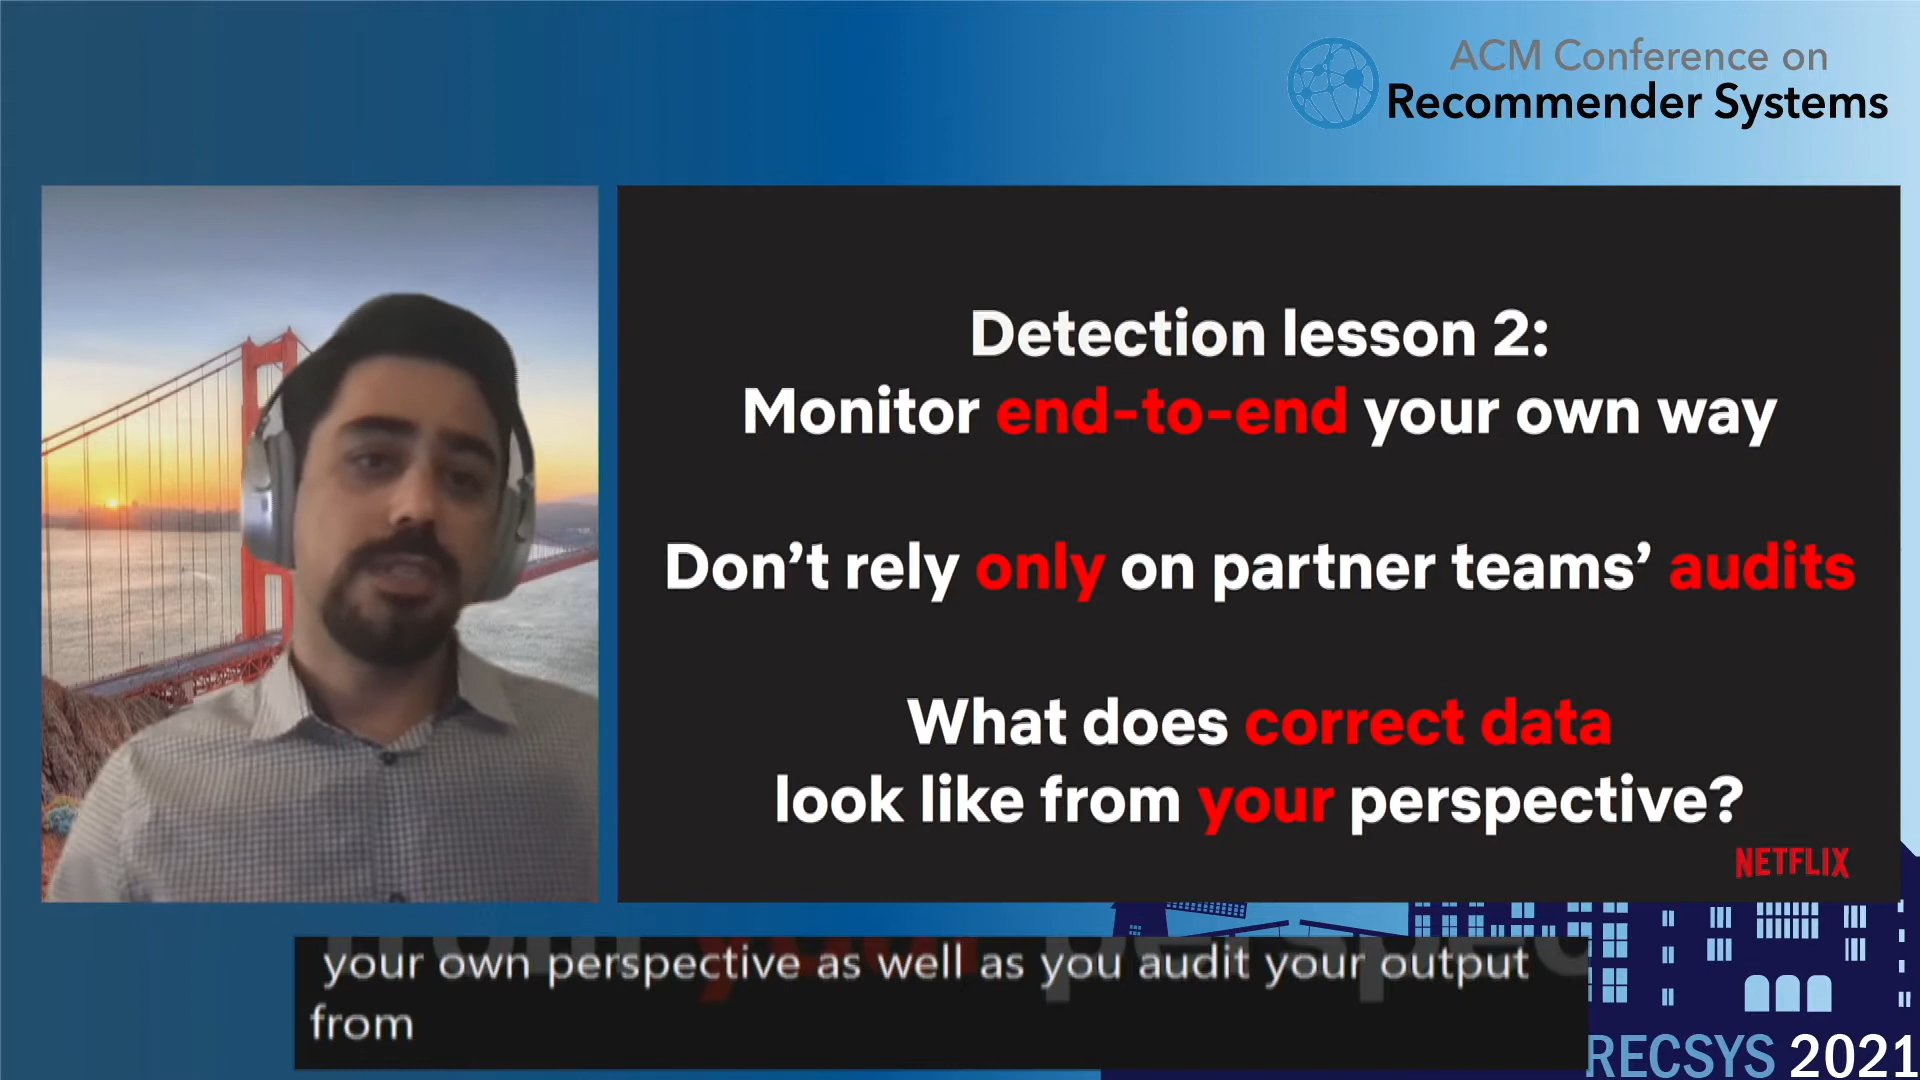 ACM Conference on
Recommender Systems
Detection lesson 2:
Monitor end-to-end your own way
Don’t rely only on partner teams’ audits
What does correct data
look like from your perspective?
NETFLIX
your own perspective as well as you audit your output
from
RECSYS 2021